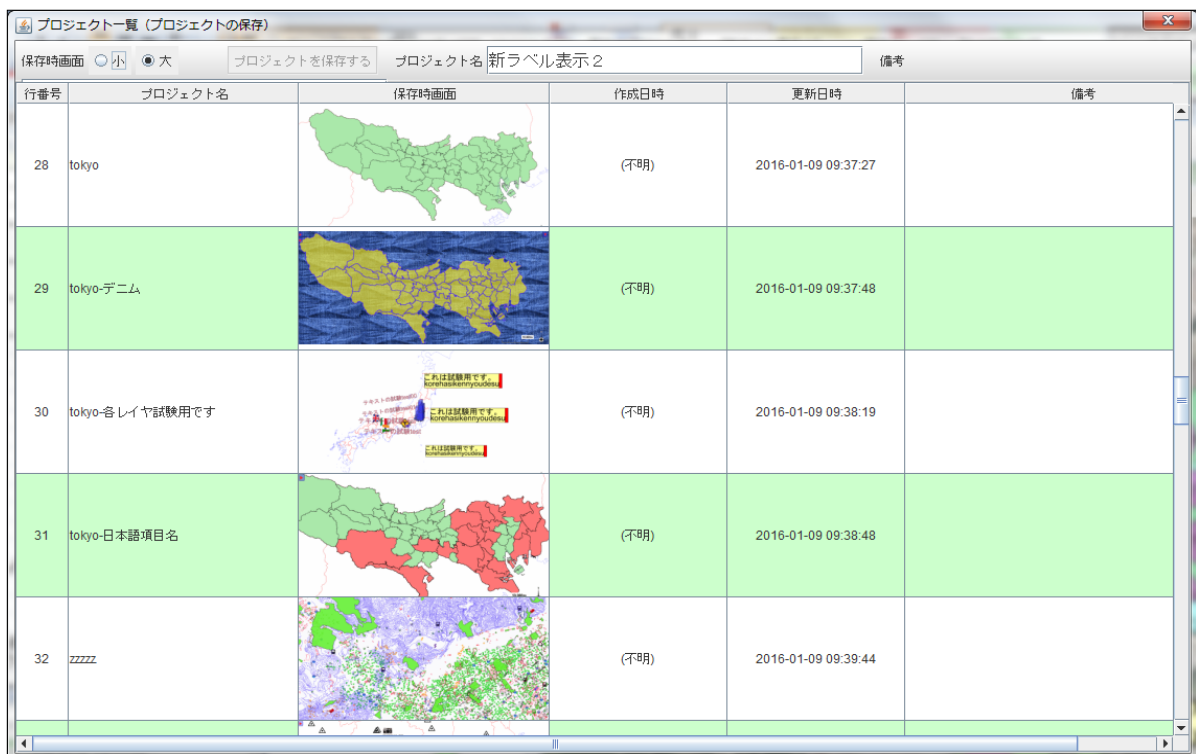 プロジェクト一覧（プロジェクトの保存）
保存時画面 小 大 プロジェクトを保存する プロジェクト名 新ラベル表示２ 備考
行番号 プロジェクト名 保存時画面 作成日時 更新日時 備考
28 tokyo (不明) 2016-01-09 09:37:27
29 tokyo-デニム (不明) 2016-01-09 09:37:48
これは試験用です。
korehasikennyoudesu
30 tokyo-各レイヤ試験用です (不明) 2016-01-09 09:38:19
これは試験用です。
korehasikennyoudesu
これは試験用です。
korehasikennyoudesu
31 tokyo-日本語項目名 (不明) 2016-01-09 09:38:48
32 zzzzz (不明) 2016-01-09 09:39:44